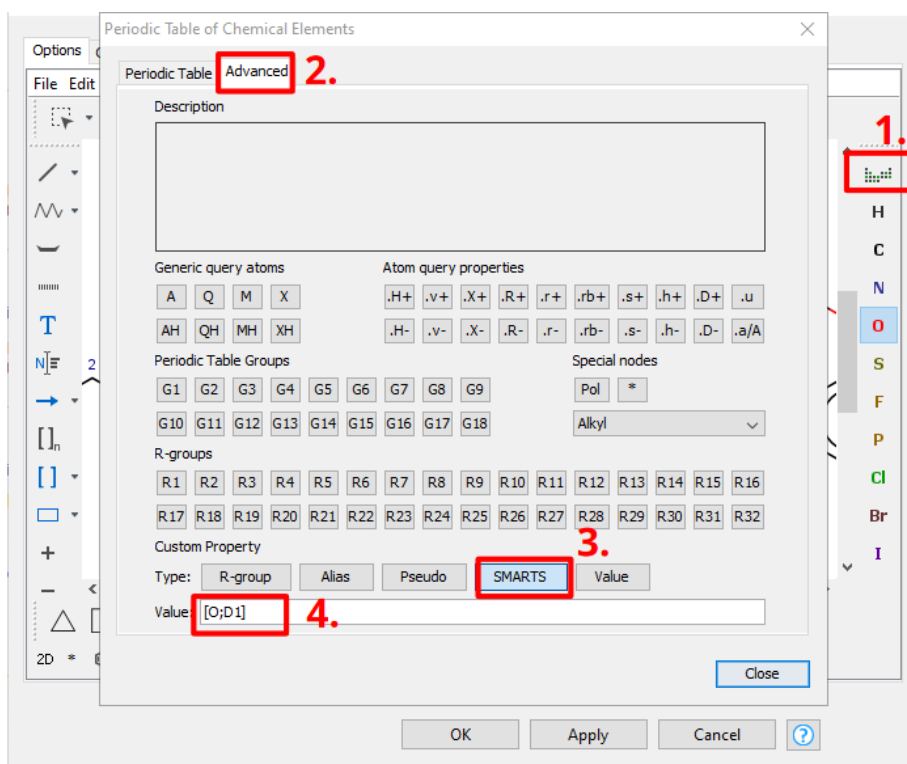 Periodic Table of Chemical Elements
Options
File Edit
Periodic Table Advanced 2.
Description
1.
H
C
N
O
S
F
P
Cl
Br
I
T
N
2
[ ]n
[ ]
Generic query atoms
A Q M X
AH QH MH XH
Atom query properties
.H+ .v+ .X+ .R+ .r+ .rb+ .s+ .h+ .D+ .u
.H- .v- .X- .R- .r- .rb- .s- .h- .D- .a/A
Periodic Table Groups
G1 G2 G3 G4 G5 G6 G7 G8 G9
G10 G11 G12 G13 G14 G15 G16 G17 G18
Special nodes
Pol *
Alkyl
R-groups
R1 R2 R3 R4 R5 R6 R7 R8 R9 R10 R11 R12 R13 R14 R15 R16
R17 R18 R19 R20 R21 R22 R23 R24 R25 R26 R27 R28 R29 R30 R31 R32
Custom Property
3.
Type: R-group Alias Pseudo SMARTS Value
Value: [O;D1] 4.
2D *
Close
OK Apply Cancel ?